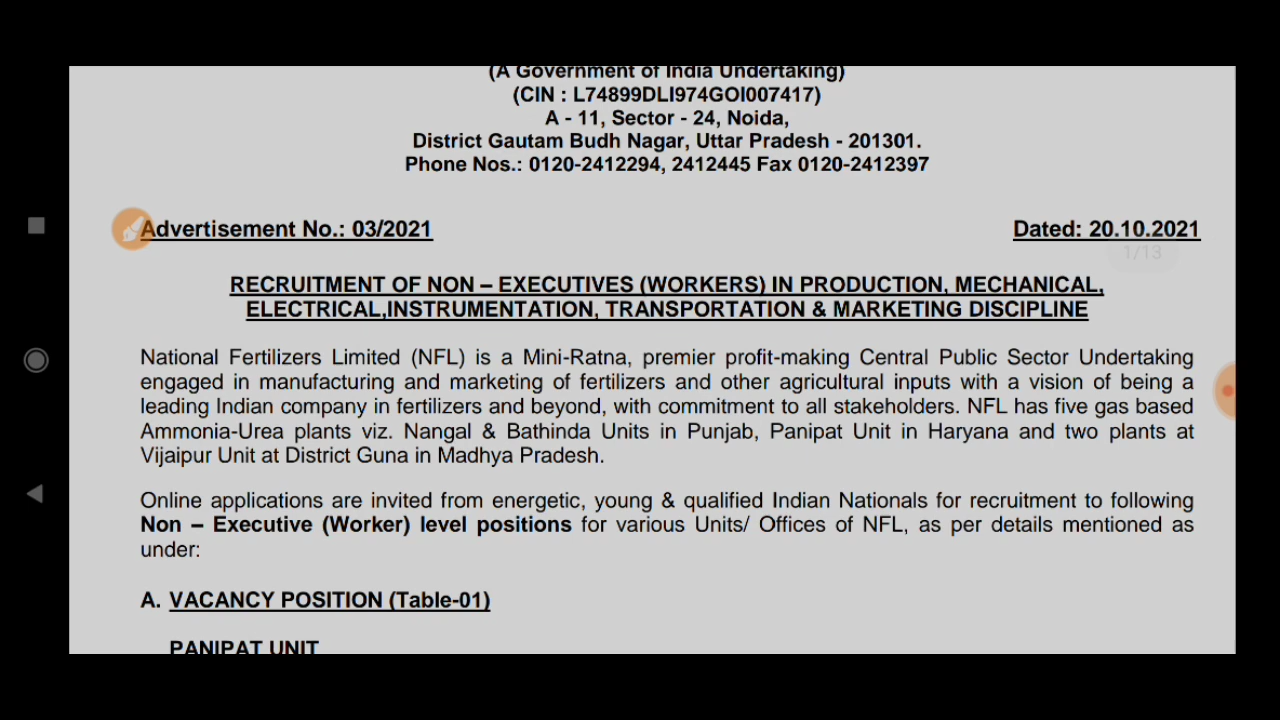 (A Government of India Undertaking)
(CIN : L74899DLI974GOI007417)
A - 11, Sector - 24, Noida,
District Gautam Budh Nagar, Uttar Pradesh - 201301.
Phone Nos.: 0120-2412294, 2412445 Fax 0120-2412397
Advertisement No.: 03/2021 Dated: 20.10.2021
1/13
RECRUITMENT OF NON – EXECUTIVES (WORKERS) IN PRODUCTION, MECHANICAL,
ELECTRICAL,INSTRUMENTATION, TRANSPORTATION & MARKETING DISCIPLINE
National Fertilizers Limited (NFL) is a Mini-Ratna, premier profit-making Central Public Sector Undertaking
engaged in manufacturing and marketing of fertilizers and other agricultural inputs with a vision of being a
leading Indian company in fertilizers and beyond, with commitment to all stakeholders. NFL has five gas based
Ammonia-Urea plants viz. Nangal & Bathinda Units in Punjab, Panipat Unit in Haryana and two plants at
Vijaipur Unit at District Guna in Madhya Pradesh.
Online applications are invited from energetic, young & qualified Indian Nationals for recruitment to following
Non – Executive (Worker) level positions for various Units/ Offices of NFL, as per details mentioned as
under:
A. VACANCY POSITION (Table-01)
PANIPAT UNIT